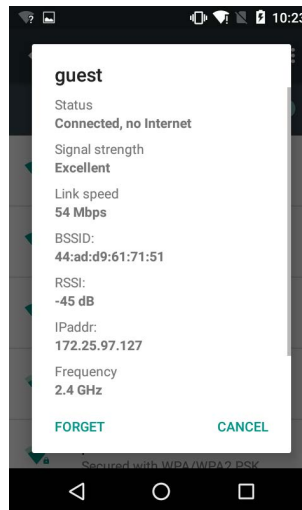 10:23
guest
Status
Connected, no Internet
Signal strength
Excellent
Link speed
54 Mbps
BSSID:
44:ad:d9:61:71:51
RSSI:
-45 dB
IPaddr:
172.25.97.127
Frequency
2.4 GHz
FORGET
CANCEL
Secured with WPA/WPA2 PSK